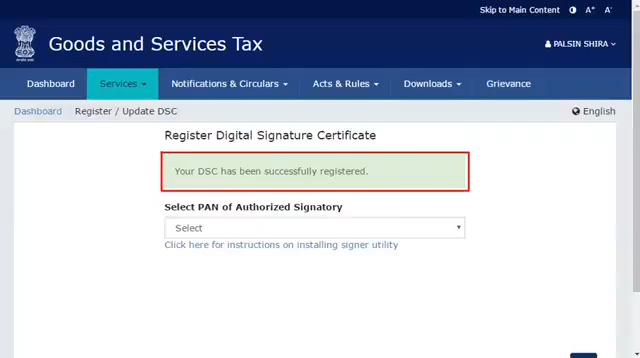 Skip to Main Content A+ A-
Goods and Services Tax
PALSIN SHIRA
Dashboard Services Notifications & Circulars Acts & Rules Downloads Grievance
Dashboard Register / Update DSC English
Register Digital Signature Certificate
Your DSC has been successfully registered.
Select PAN of Authorized Signatory
Select
Click here for instructions on installing signer utility